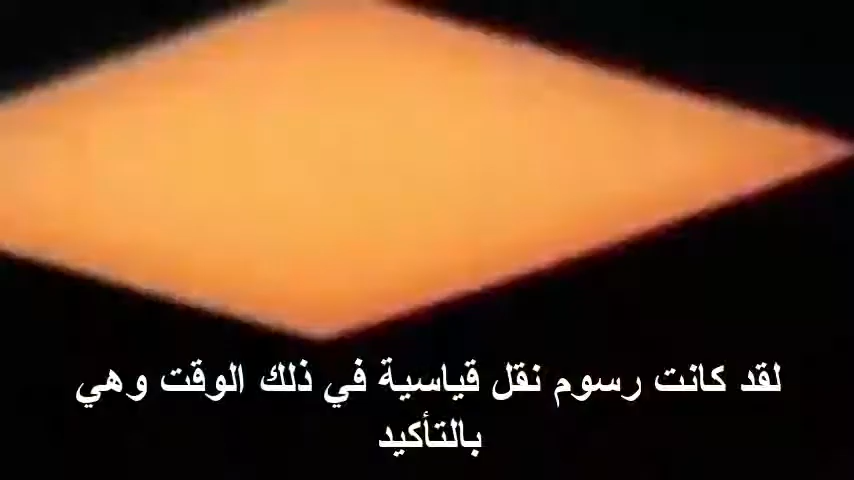 لقد كانت رسوم نقل قياسية في ذلك الوقت وهي
بالتأكيد